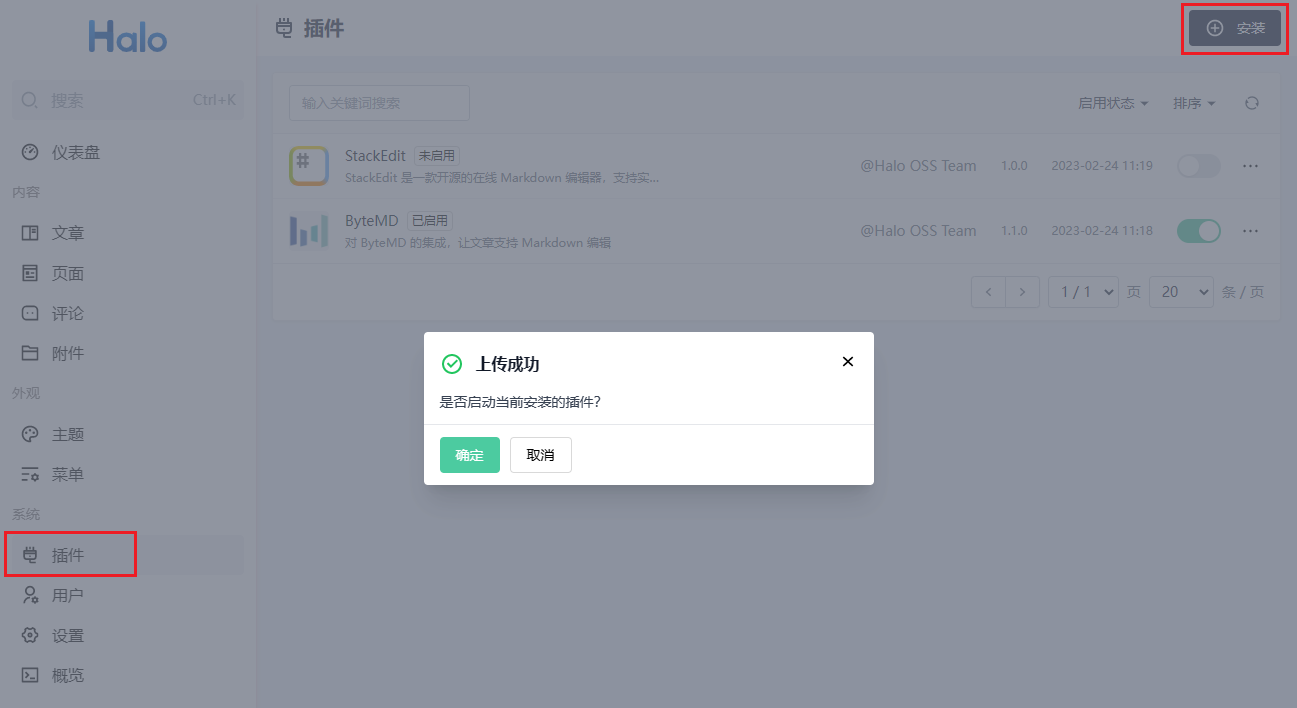 Halo
搜索 Ctrl+K
仪表盘
内容
文章
页面
评论
附件
外观
主题
菜单
系统
插件
用户
设置
概览
插件
安装
输入关键词搜索 启用状态 排序
StackEdit 未启用
StackEdit 是一款开源的在线 Markdown 编辑器，支持实...
@Halo OSS Team 1.0.0 2023-02-24 11:19
ByteMD 已启用
对 ByteMD 的集成，让文章支持 Markdown 编辑
@Halo OSS Team 1.1.0 2023-02-24 11:18
1 / 1 页 20 条 / 页
上传成功
是否启动当前安装的插件?
确定 取消